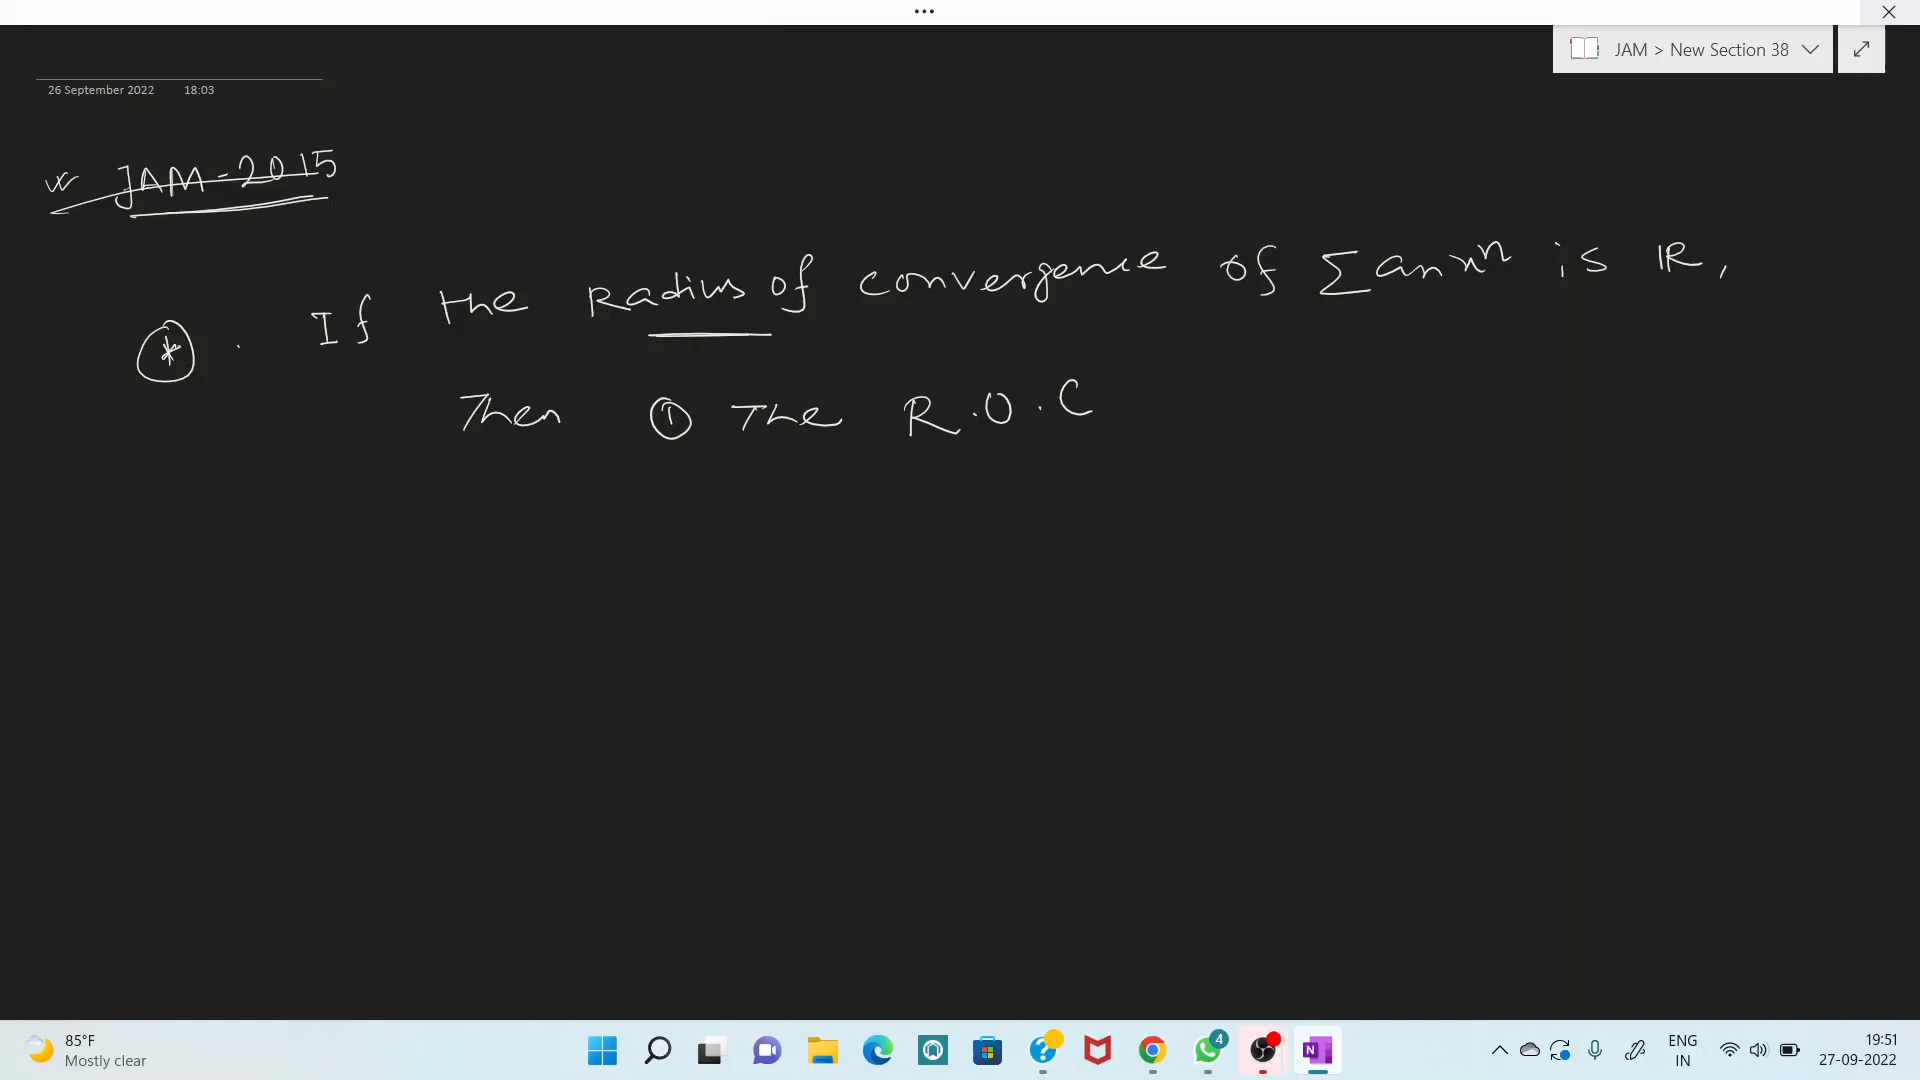 JAM > New Section 38
26 September 2022 18:03
JAM-2015
* . If the Radius of convergence of ∑ anxⁿ is R,
Then ① The R.O.C
85°F
Mostly clear
4
ENG
IN
19:51
27-09-2022